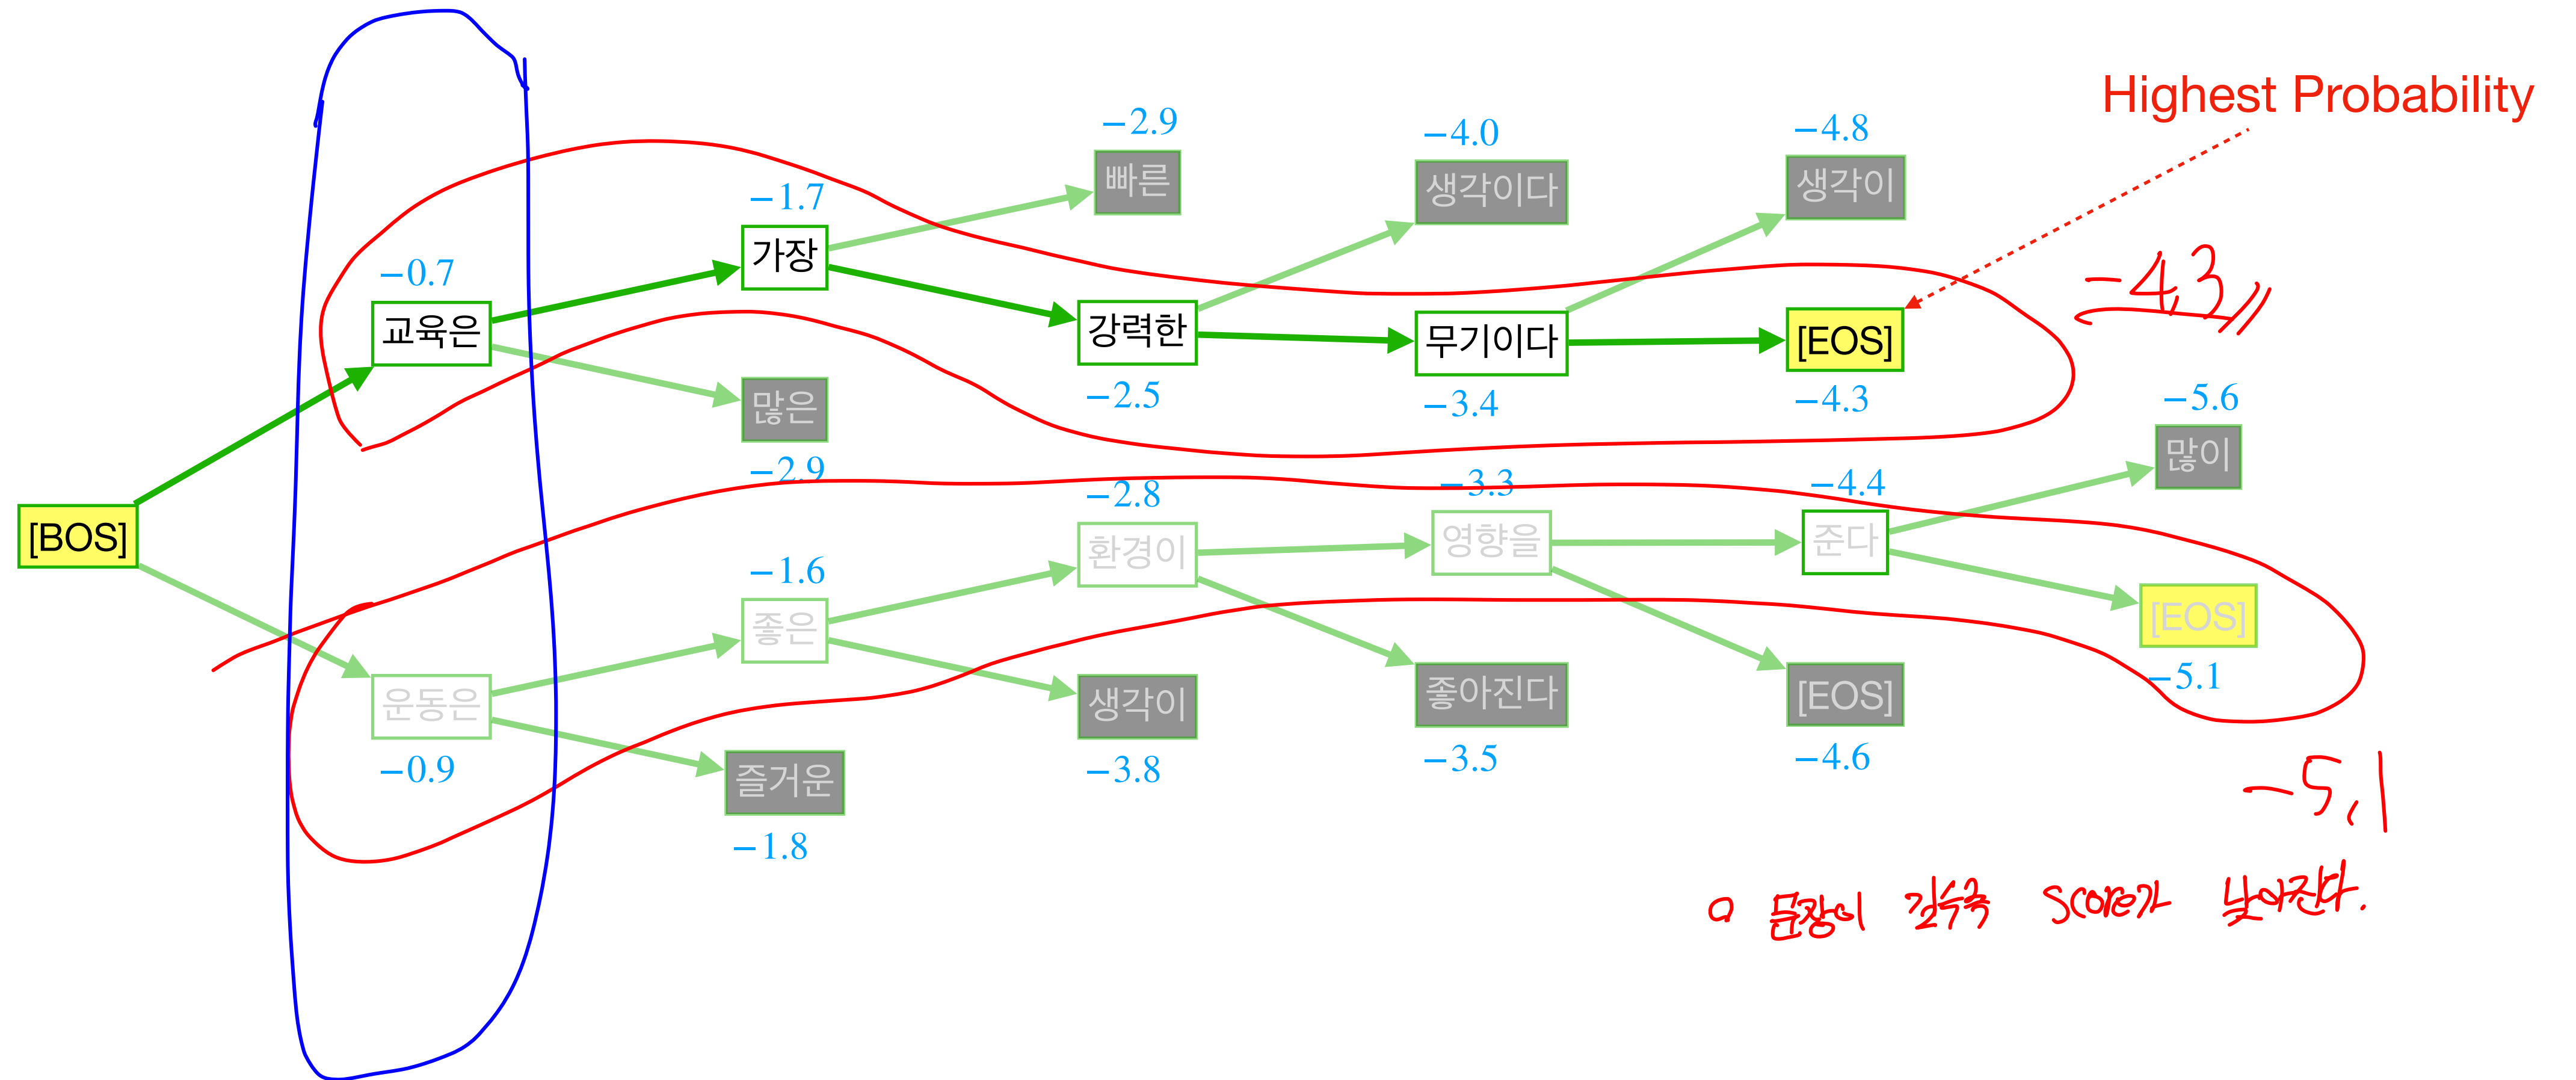 Highest Probability
−2.9
빠른
−4.0
생각이다
−4.8
생각이
−1.7
가장
−0.7
교육은
강력한
−2.5
무기이다
−3.4
[EOS]
−4.3
-4.3
많은
−2.9
[BOS]
−5.6
많이
−2.8
환경이
−3.3
영향을
−4.4
준다
−1.6
좋은
[EOS]
−5.1
운동은
−0.9
생각이
−3.8
좋아진다
−3.5
[EOS]
−4.6
즐거운
−1.8
-5.1
문장이 길수록 score가 낮아진다.